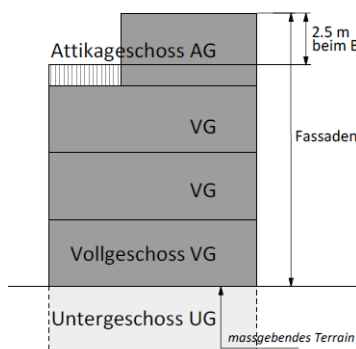 Attikageschoss AG
2.5 m
beim
Fassaden
VG
VG
Vollgeschoss VG
Untergeschoss UG
massgebendes Terrain